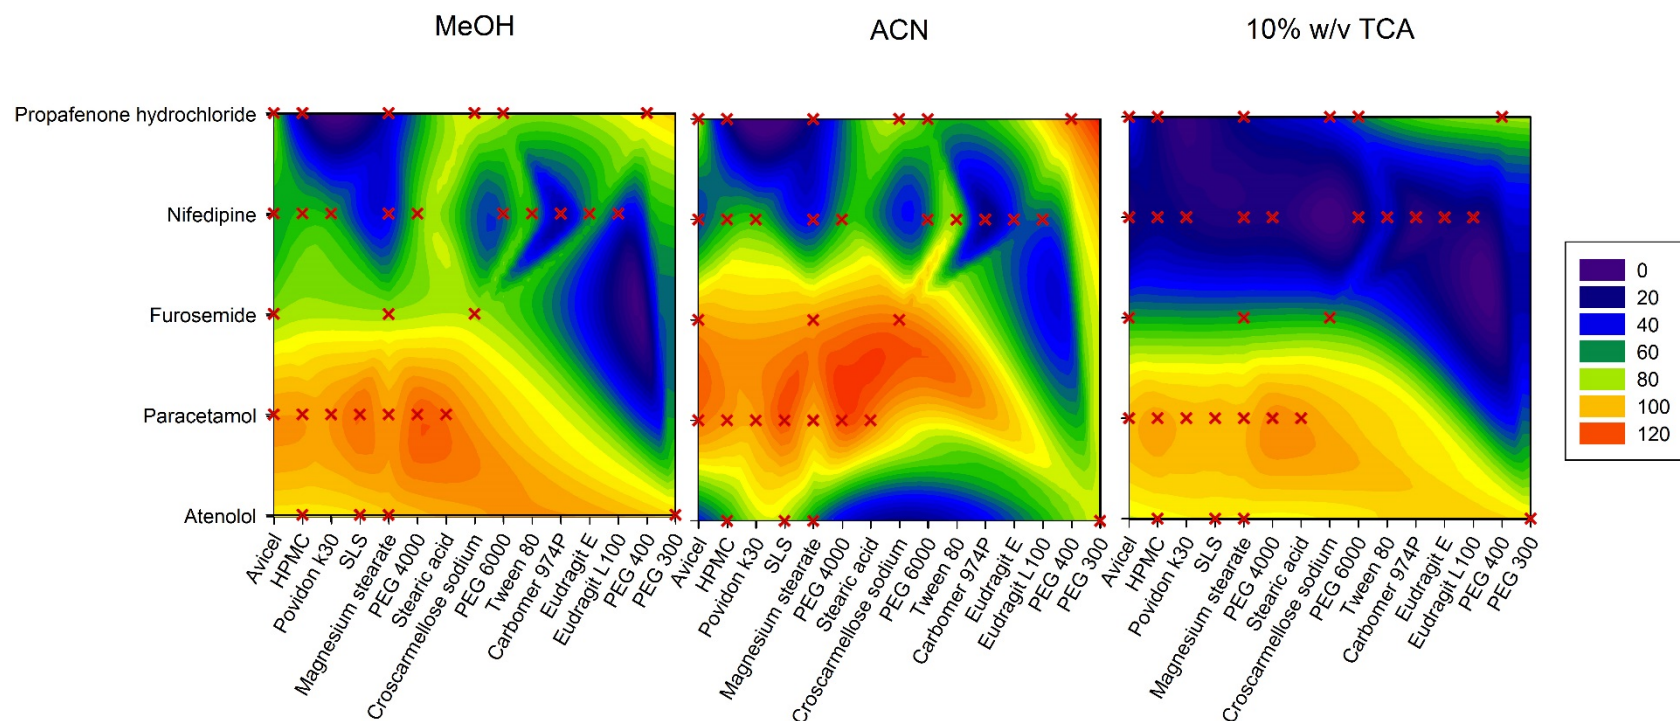 MeOH
ACN
10% w/v TCA
Propafenone hydrochloride
Nifedipine
Furosemide
Paracetamol
Atenolol
0
20
40
60
80
100
120
Avicel
HPMC
Povidon k30
SLS
Magnesium stearate
PEG 4000
Stearic acid
Croscarmellose sodium
PEG 6000
Tween 80
Carbomer 974P
Eudragit E
Eudragit L100
PEG 400
PEG 300
Avicel
HPMC
Povidon k30
SLS
Magnesium stearate
PEG 4000
Stearic acid
Croscarmellose sodium
PEG 6000
Tween 80
Carbomer 974P
Eudragit E
Eudragit L100
PEG 400
PEG 300
Avicel
HPMC
Povidon k30
SLS
Magnesium stearate
PEG 4000
Stearic acid
Croscarmellose sodium
PEG 6000
Tween 80
Carbomer 974P
Eudragit E
Eudragit L100
PEG 400
PEG 300